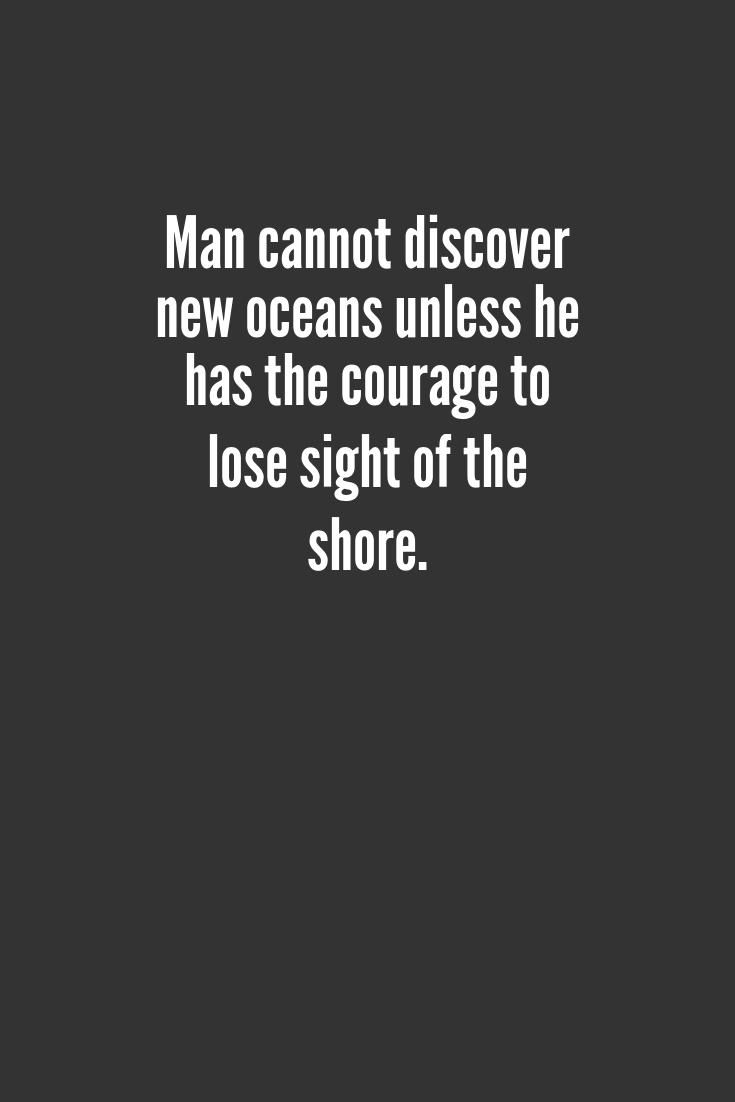 Man cannot discover
new oceans unless he
has the courage to
lose sight of the
shore.